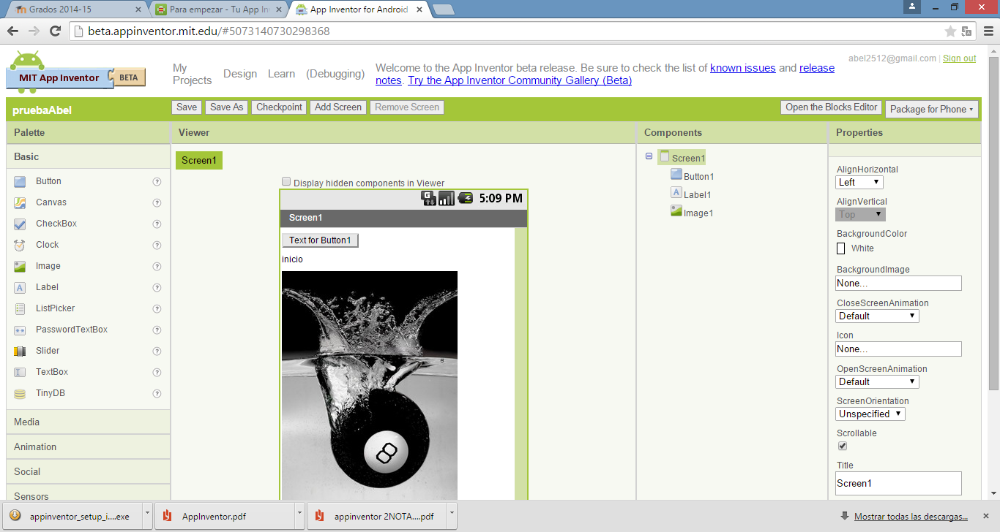 Grados 2014-15
Para empezar - Tu App In
App Inventor for Android
beta.appinventor.mit.edu/#5073140730298368
abel2512@gmail.com | Sign out
MIT App Inventor BETA
My Projects Design Learn (Debugging)
Welcome to the App Inventor beta release. Be sure to check the list of known issues and release
notes. Try the App Inventor Community Gallery (Beta)
pruebaAbel
Save Save As Checkpoint Add Screen Remove Screen
Open the Blocks Editor Package for Phone
Palette
Basic
Button ?
Canvas ?
CheckBox ?
Clock ?
Image ?
Label ?
ListPicker ?
PasswordTextBox ?
Slider ?
TextBox ?
TinyDB ?
Media
Animation
Social
Sensors
Viewer
Screen1
Display hidden components in Viewer
G 5:09 PM
Screen1
Text for Button1
inicio
8
Components
Screen1
Button1
A Label1
Image1
Properties
AlignHorizontal
Left
AlignVertical
Top
BackgroundColor
White
BackgroundImage
None...
CloseScreenAnimation
Default
Icon
None...
OpenScreenAnimation
Default
ScreenOrientation
Unspecified
Scrollable
Title
Screen1
appinventor_setup_i....exe
AppInventor.pdf
appinventor 2NOTA....pdf
Mostrar todas las descargas...